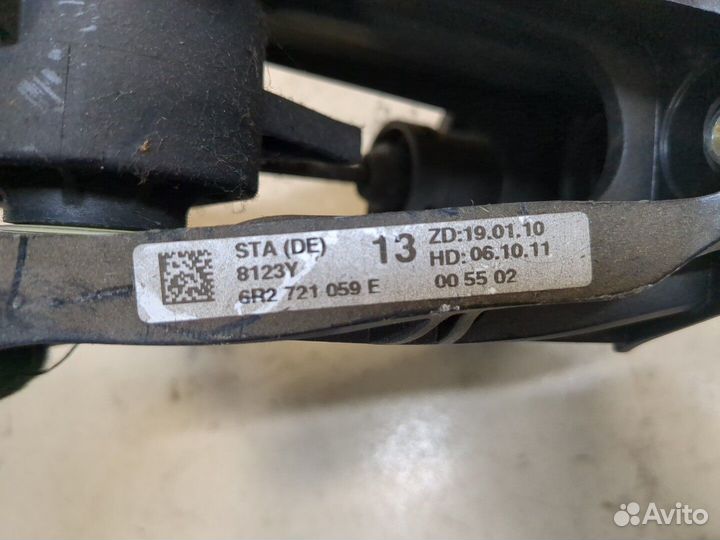 STA (DE) 13 ZD:19.01.10
8123Y HD: 06.10.11
6R2 721 059 E 00 55 02
Avito